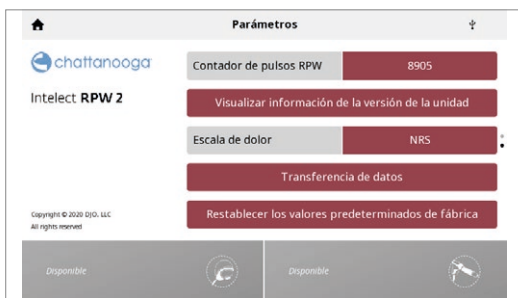 Parámetros
chattanooga
Intelect RPW 2
Contador de pulsos RPW 8905
Visualizar información de la versión de la unidad
Escala de dolor NRS
Transferencia de datos
Restablecer los valores predeterminados de fábrica
Copyright © 2020 DJO, LLC
All rights reserved
Disponible Disponible